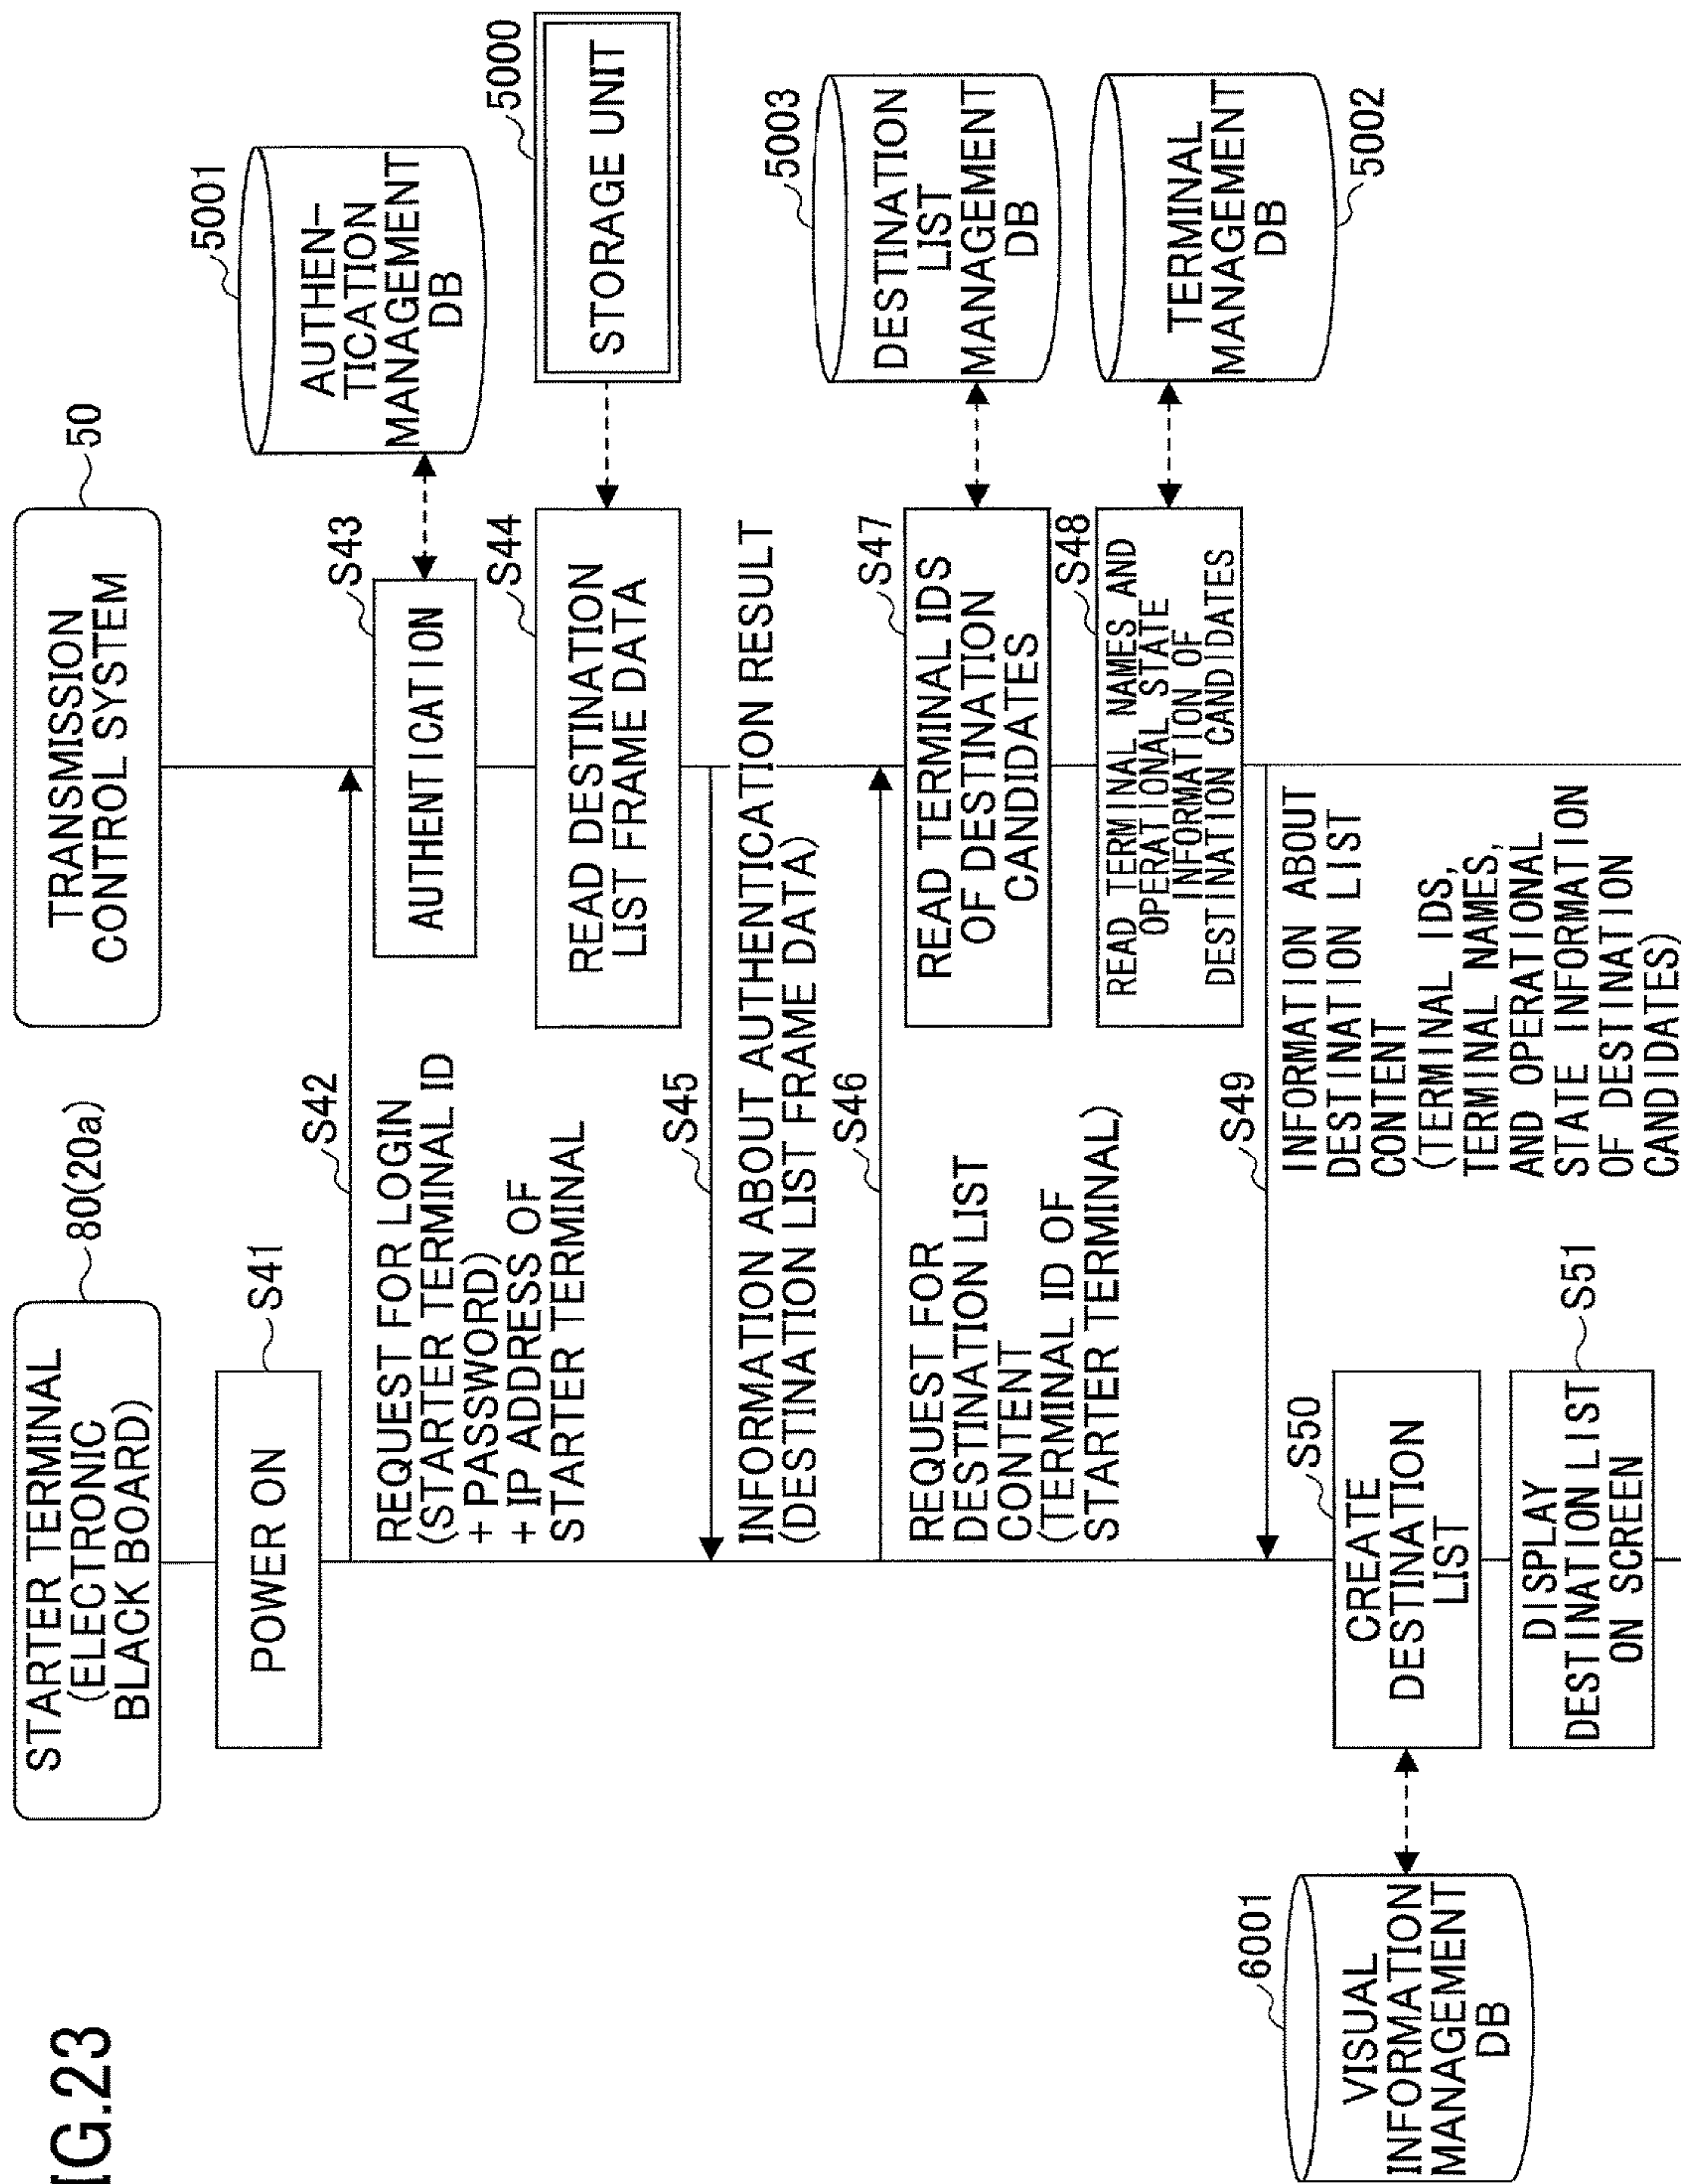 IG.23
STARTER TERMINAL
(ELECTRONIC
BLACK BOARD)
80(20a)
TRANSMISSION
CONTROL SYSTEM
50
POWER ON
S41
S42
REQUEST FOR LOGIN
(STARTER TERMINAL ID
+ PASSWORD)
+ IP ADDRESS OF
STARTER TERMINAL
AUTHENTICATION
S43
AUTHEN-
TICATION
MANAGEMENT
DB
5001
READ DESTINATION
LIST FRAME DATA
S44
STORAGE UNIT
5000
S45
INFORMATION ABOUT AUTHENTICATION RESULT
(DESTINATION LIST FRAME DATA)
S46
REQUEST FOR
DESTINATION LIST
CONTENT
(TERMINAL ID OF
STARTER TERMINAL)
READ TERMINAL IDS
OF DESTINATION
CANDIDATES
S47
DESTINATION
LIST
MANAGEMENT
DB
5003
READ TERMINAL NAMES AND
OPERATIONAL STATE
INFORMATION OF
DESTINATION CANDIDATES
S48
TERMINAL
MANAGEMENT
DB
5002
S49
INFORMATION ABOUT
DESTINATION LIST
CONTENT
(TERMINAL IDS,
TERMINAL NAMES,
AND OPERATIONAL
STATE INFORMATION
OF DESTINATION
CANDIDATES)
VISUAL
INFORMATION
MANAGEMENT
DB
6001
CREATE
DESTINATION
LIST
S50
DISPLAY
DESTINATION LIST
ON SCREEN
S51